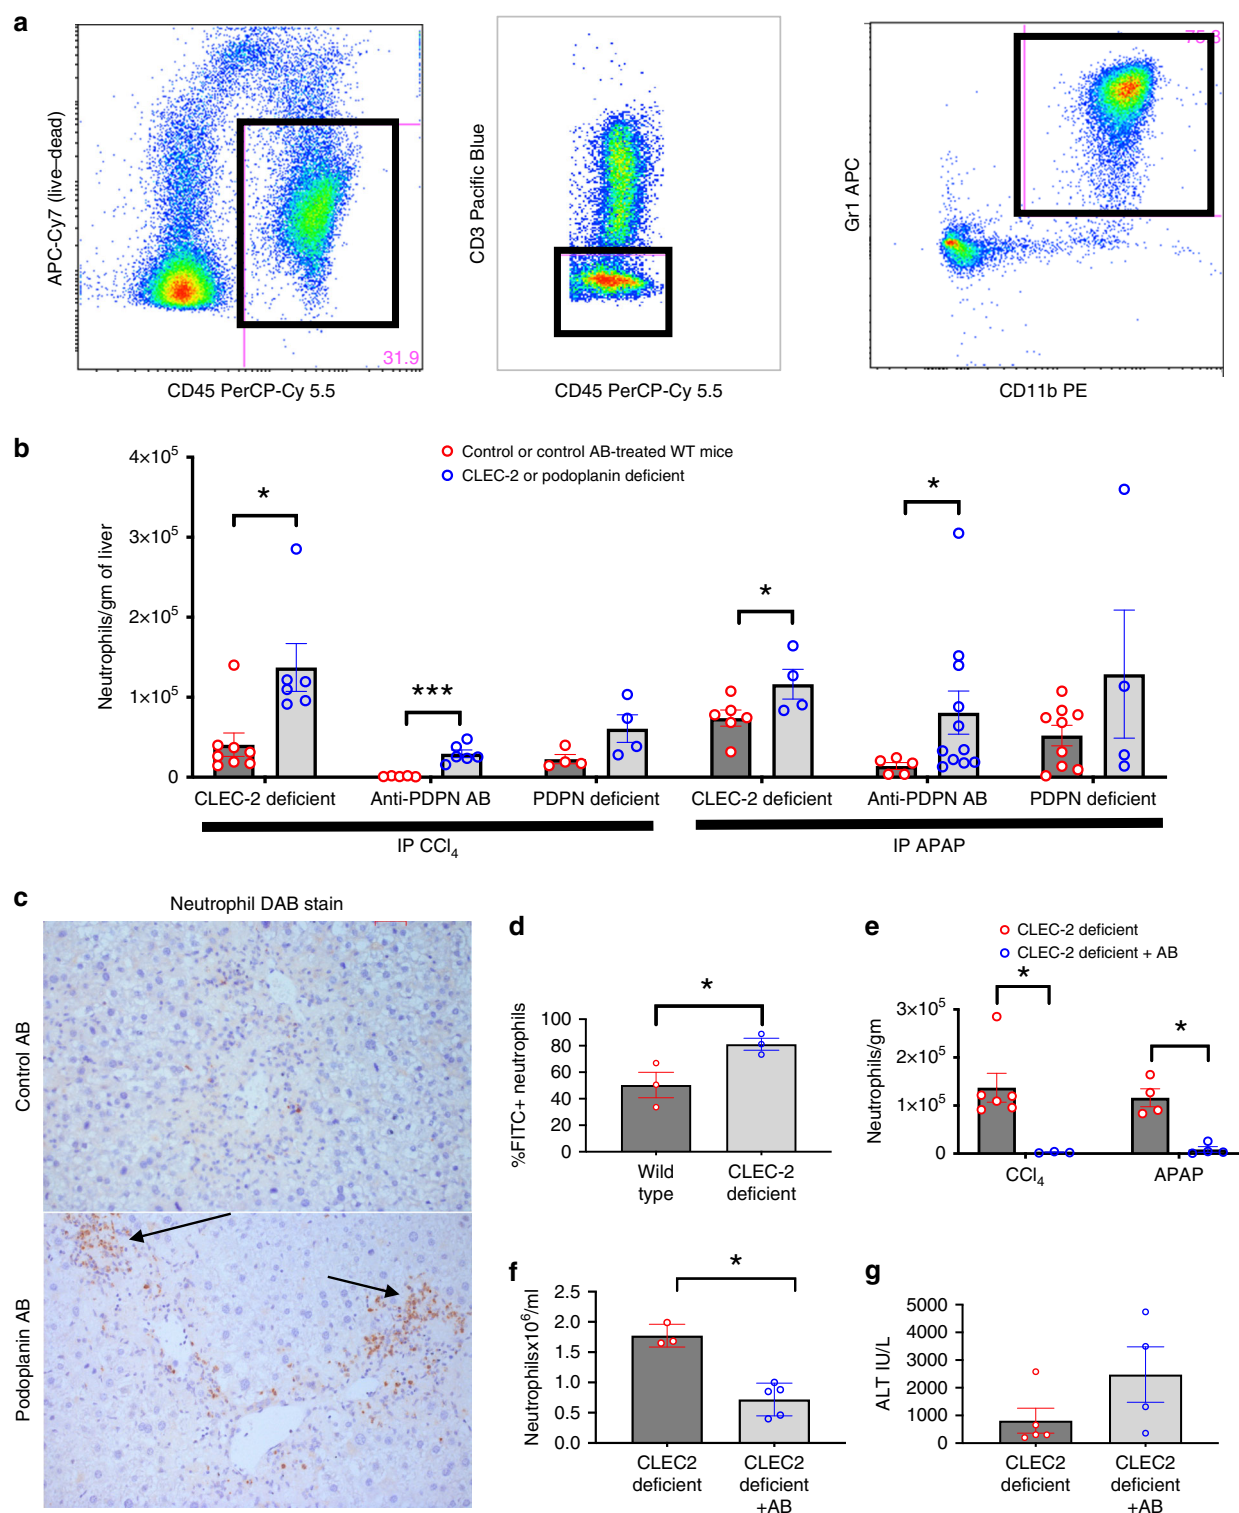 a
APC-Cy7 (live–dead)
31.9
CD45 PerCP-Cy 5.5
CD3 Pacific Blue
CD45 PerCP-Cy 5.5
Gr1 APC
CD11b PE
b
Control or control AB-treated WT mice
CLEC-2 or podoplanin deficient
Neutrophils/gm of liver
4×10⁵
3×10⁵
2×10⁵
1×10⁵
0
*
***
*
*
CLEC-2 deficient
Anti-PDPN AB
PDPN deficient
CLEC-2 deficient
Anti-PDPN AB
PDPN deficient
IP CCl₄
IP APAP
c
Neutrophil DAB stain
Control AB
Podoplanin AB
d
%FITC+ neutrophils
100
80
60
40
20
0
*
Wild
type
CLEC-2
deficient
e
CLEC-2 deficient
CLEC-2 deficient + AB
Neutrophils/gm
3×10⁵
2×10⁵
1×10⁵
0
*
*
CCl₄
APAP
f
Neutrophilsx10⁶/ml
2.5
2.0
1.5
1.0
0.5
0.0
*
CLEC2
deficient
CLEC2
deficient
+AB
g
ALT IU/L
5000
4000
3000
2000
1000
0
CLEC2
deficient
CLEC2
deficient
+AB